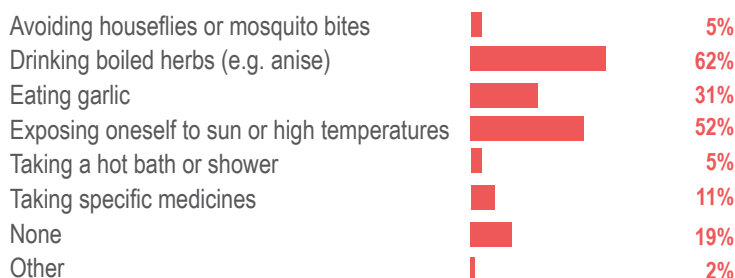 Avoiding houseflies or mosquito bites 5%
Drinking boiled herbs (e.g. anise) 62%
Eating garlic 31%
Exposing oneself to sun or high temperatures 52%
Taking a hot bath or shower 5%
Taking specific medicines 11%
None 19%
Other 2%